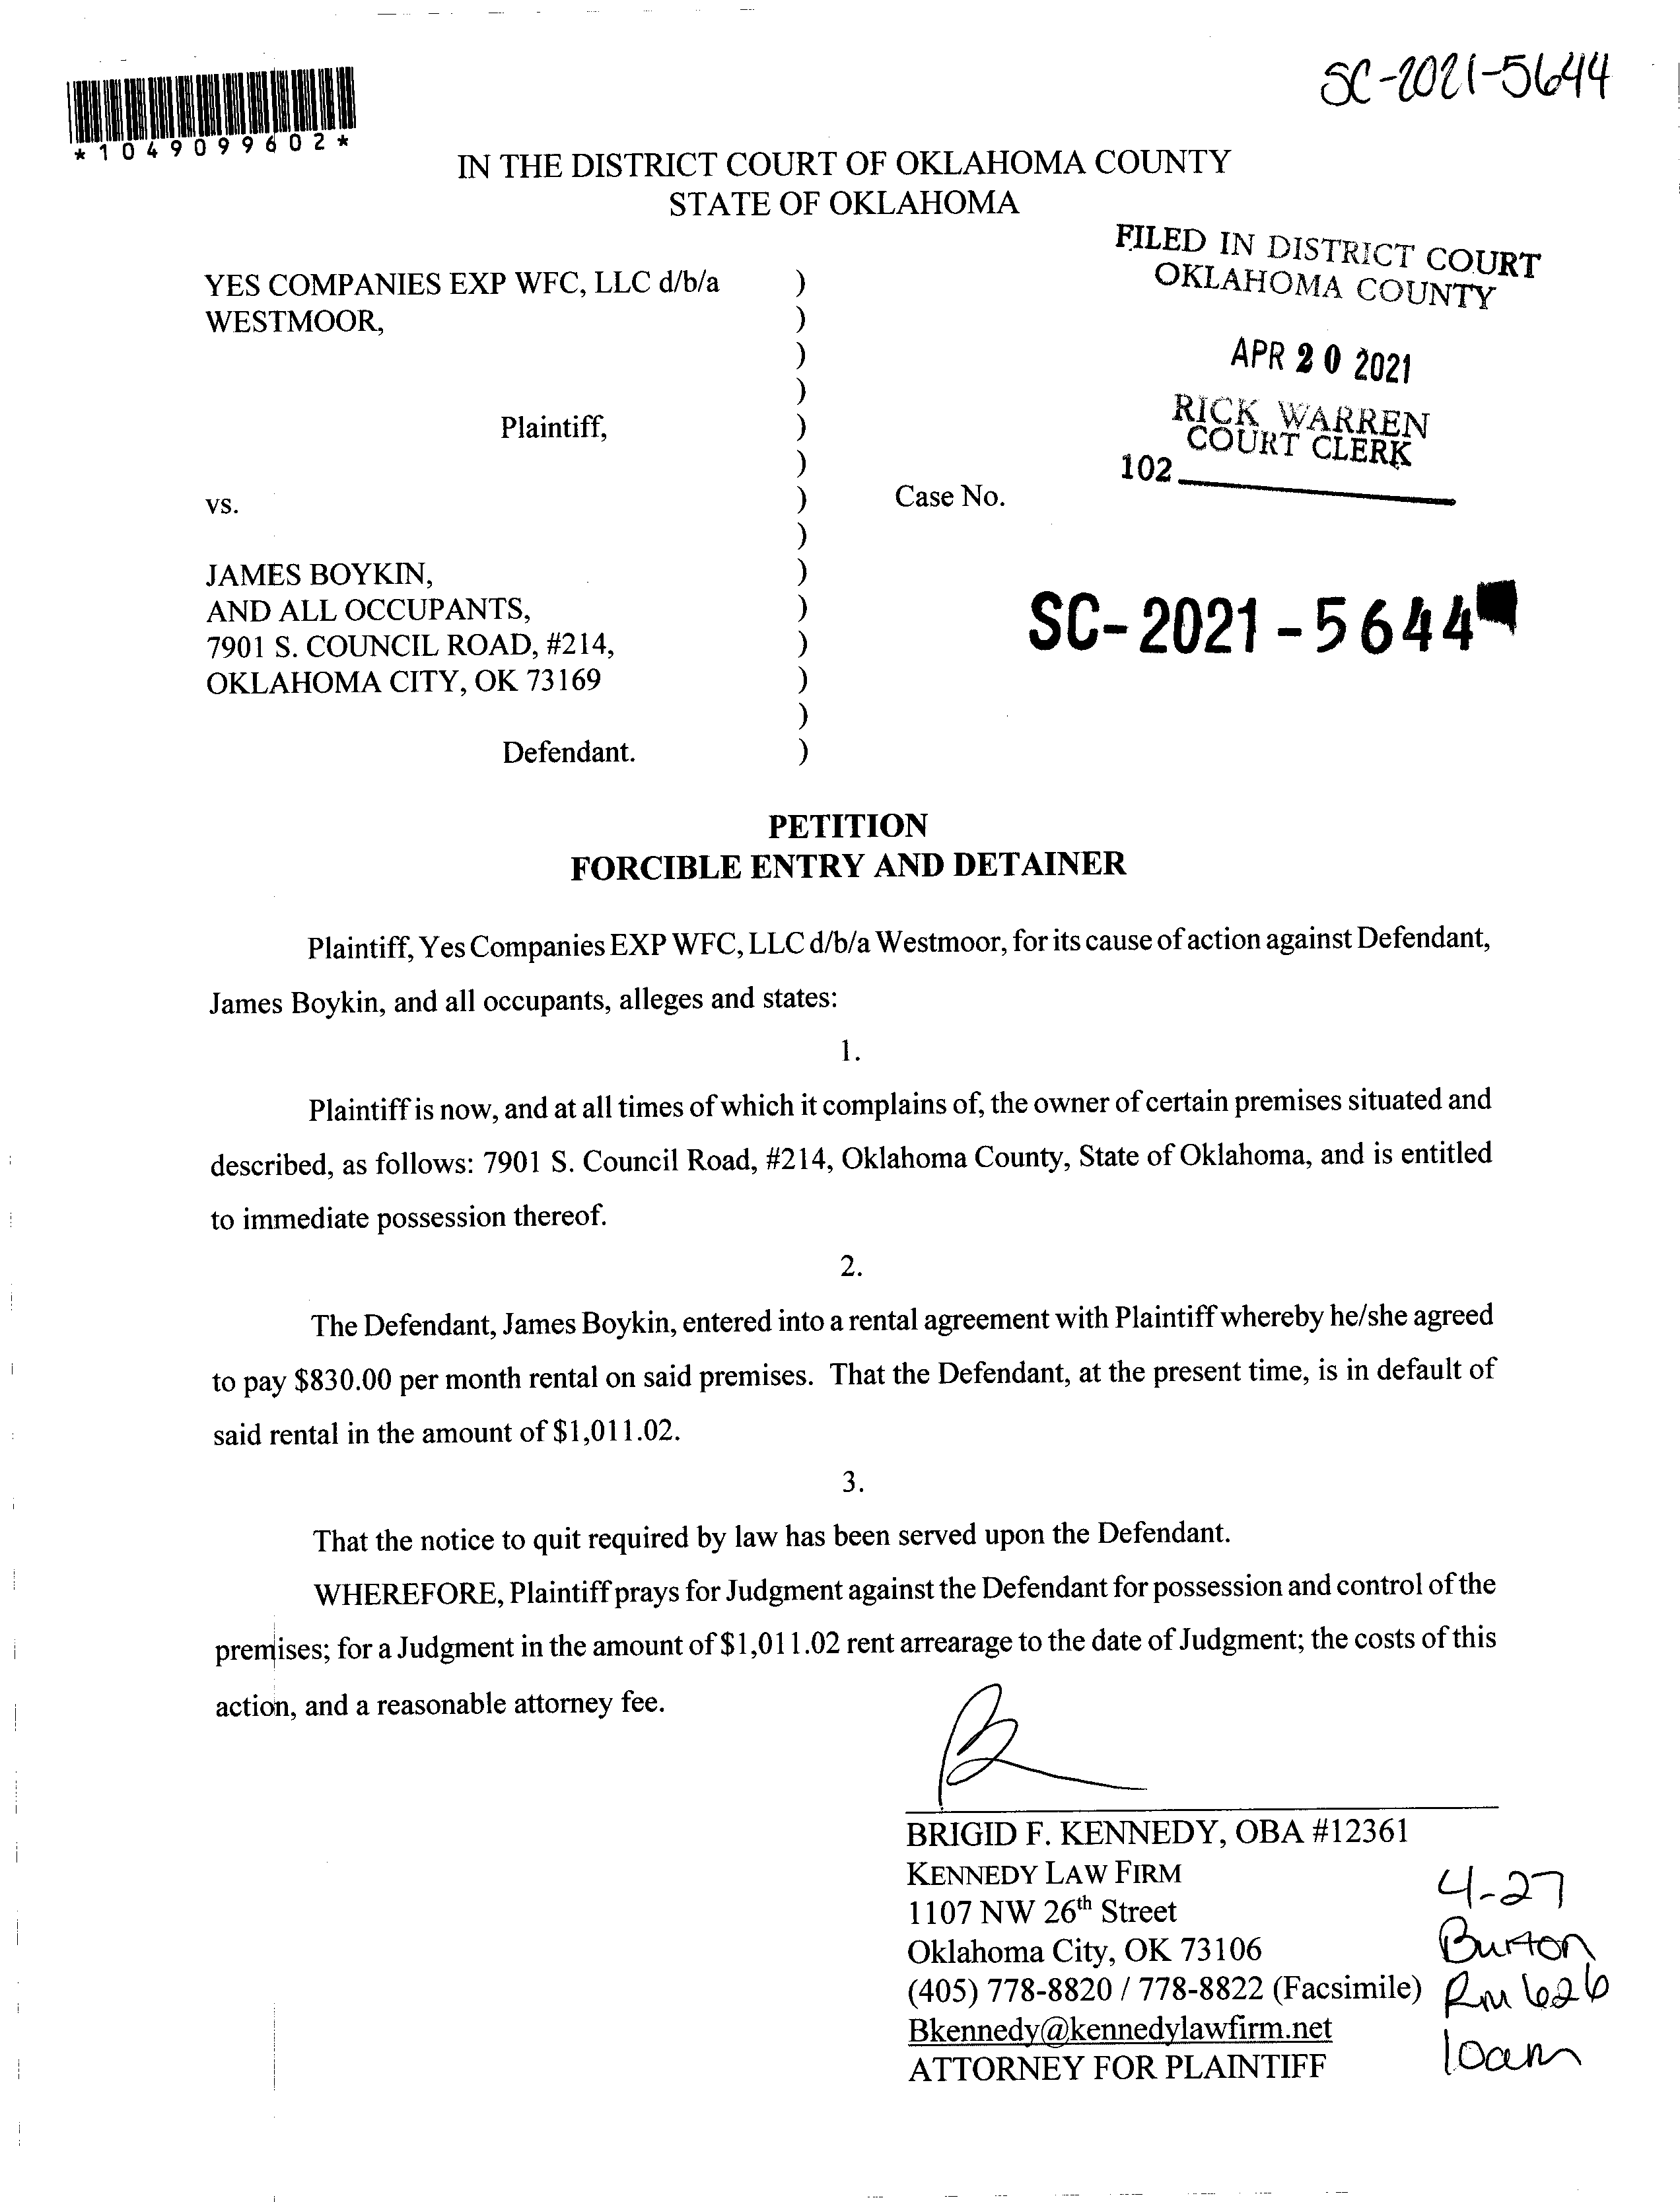 SC-2021-5644
*1049099602*
IN THE DISTRICT COURT OF OKLAHOMA COUNTY
STATE OF OKLAHOMA
FILED IN DISTRICT COURT
OKLAHOMA COUNTY
APR 20 2021
RICK WARREN
COURT CLERK
102
YES COMPANIES EXP WFC, LLC d/b/a )
WESTMOOR, )
)
)
Plaintiff, )
)
vs. ) Case No.
)
JAMES BOYKIN, )
AND ALL OCCUPANTS, )
7901 S. COUNCIL ROAD, #214, )
OKLAHOMA CITY, OK 73169 )
)
Defendant. )
SC-2021-5644
PETITION
FORCIBLE ENTRY AND DETAINER
Plaintiff, Yes Companies EXP WFC, LLC d/b/a Westmoor, for its cause of action against Defendant,
James Boykin, and all occupants, alleges and states:
1.
Plaintiff is now, and at all times of which it complains of, the owner of certain premises situated and
described, as follows: 7901 S. Council Road, #214, Oklahoma County, State of Oklahoma, and is entitled
to immediate possession thereof.
2.
The Defendant, James Boykin, entered into a rental agreement with Plaintiff whereby he/she agreed
to pay $830.00 per month rental on said premises. That the Defendant, at the present time, is in default of
said rental in the amount of $1,011.02.
3.
That the notice to quit required by law has been served upon the Defendant.
WHEREFORE, Plaintiff prays for Judgment against the Defendant for possession and control of the
premises; for a Judgment in the amount of $1,011.02 rent arrearage to the date of Judgment; the costs of this
action, and a reasonable attorney fee.
BRIGID F. KENNEDY, OBA #12361
KENNEDY LAW FIRM
1107 NW 26th Street
Oklahoma City, OK 73106
(405) 778-8820 / 778-8822 (Facsimile)
Bkennedy@kennedylawfirm.net
ATTORNEY FOR PLAINTIFF
4-27
Burton
Rm 626
10am